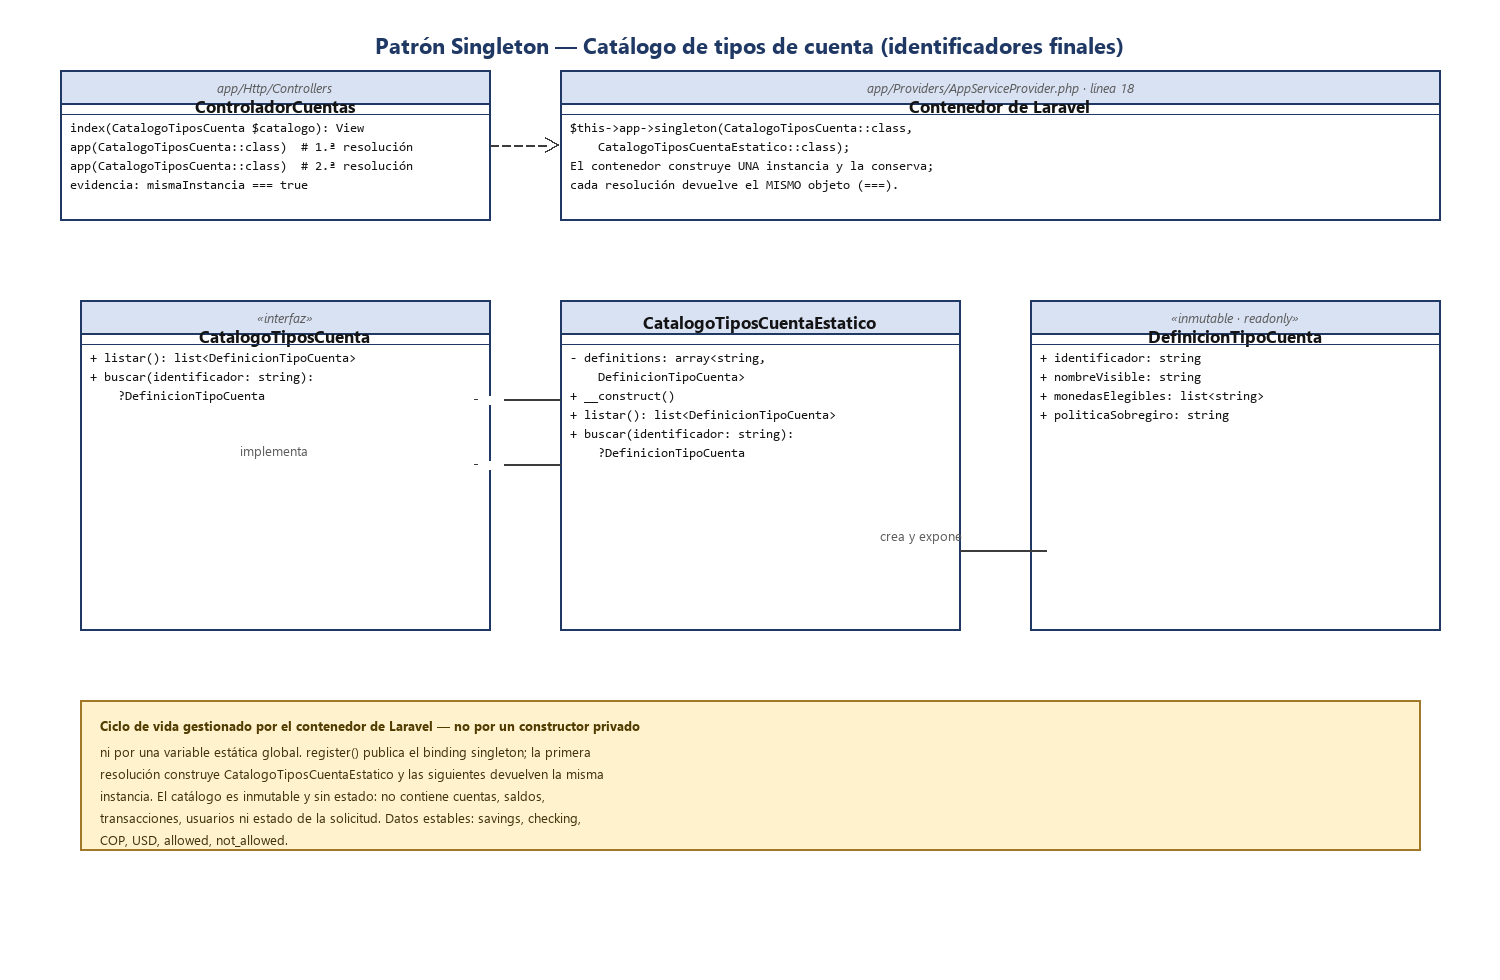 Patrón Singleton — Catálogo de tipos de cuenta (identificadores finales)
app/Http/Controllers
ControladorCuentas
index(CatalogoTiposCuenta $catalogo): View
app(CatalogoTiposCuenta::class)  # 1.ª resolución
app(CatalogoTiposCuenta::class)  # 2.ª resolución
evidencia: mismaInstancia === true
app/Providers/AppServiceProvider.php · línea 18
Contenedor de Laravel
$this->app->singleton(CatalogoTiposCuenta::class,
CatalogoTiposCuentaEstatico::class);
El contenedor construye UNA instancia y la conserva;
cada resolución devuelve el MISMO objeto (===).
«interfaz»
CatalogoTiposCuenta
+ listar(): list<DefinicionTipoCuenta>
+ buscar(identificador: string):
?DefinicionTipoCuenta
implementa
CatalogoTiposCuentaEstatico
- definitions: array<string,
DefinicionTipoCuenta>
+ __construct()
+ listar(): list<DefinicionTipoCuenta>
+ buscar(identificador: string):
?DefinicionTipoCuenta
crea y expone
«inmutable · readonly»
DefinicionTipoCuenta
+ identificador: string
+ nombreVisible: string
+ monedasElegibles: list<string>
+ politicaSobregiro: string
Ciclo de vida gestionado por el contenedor de Laravel — no por un constructor privado
ni por una variable estática global. register() publica el binding singleton; la primera
resolución construye CatalogoTiposCuentaEstatico y las siguientes devuelven la misma
instancia. El catálogo es inmutable y sin estado: no contiene cuentas, saldos,
transacciones, usuarios ni estado de la solicitud. Datos estables: savings, checking,
COP, USD, allowed, not_allowed.